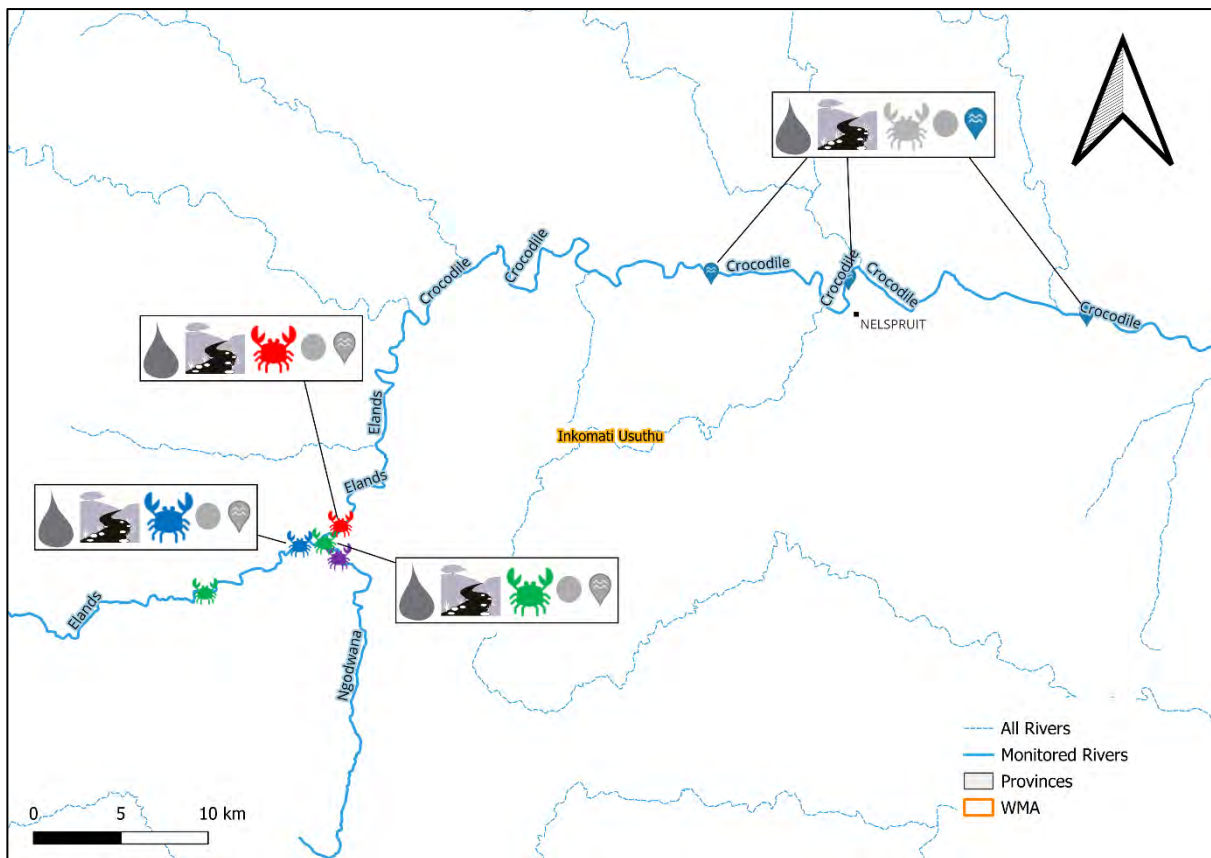 Crocodile
Crocodile
Crocodile
Crocodile
Crocodile
Crocodile
NELSPRUIT
Elands
Inkomati Usuthu
Elands
Elands
Ngodwana
All Rivers
Monitored Rivers
Provinces
WMA
0 5 10 km